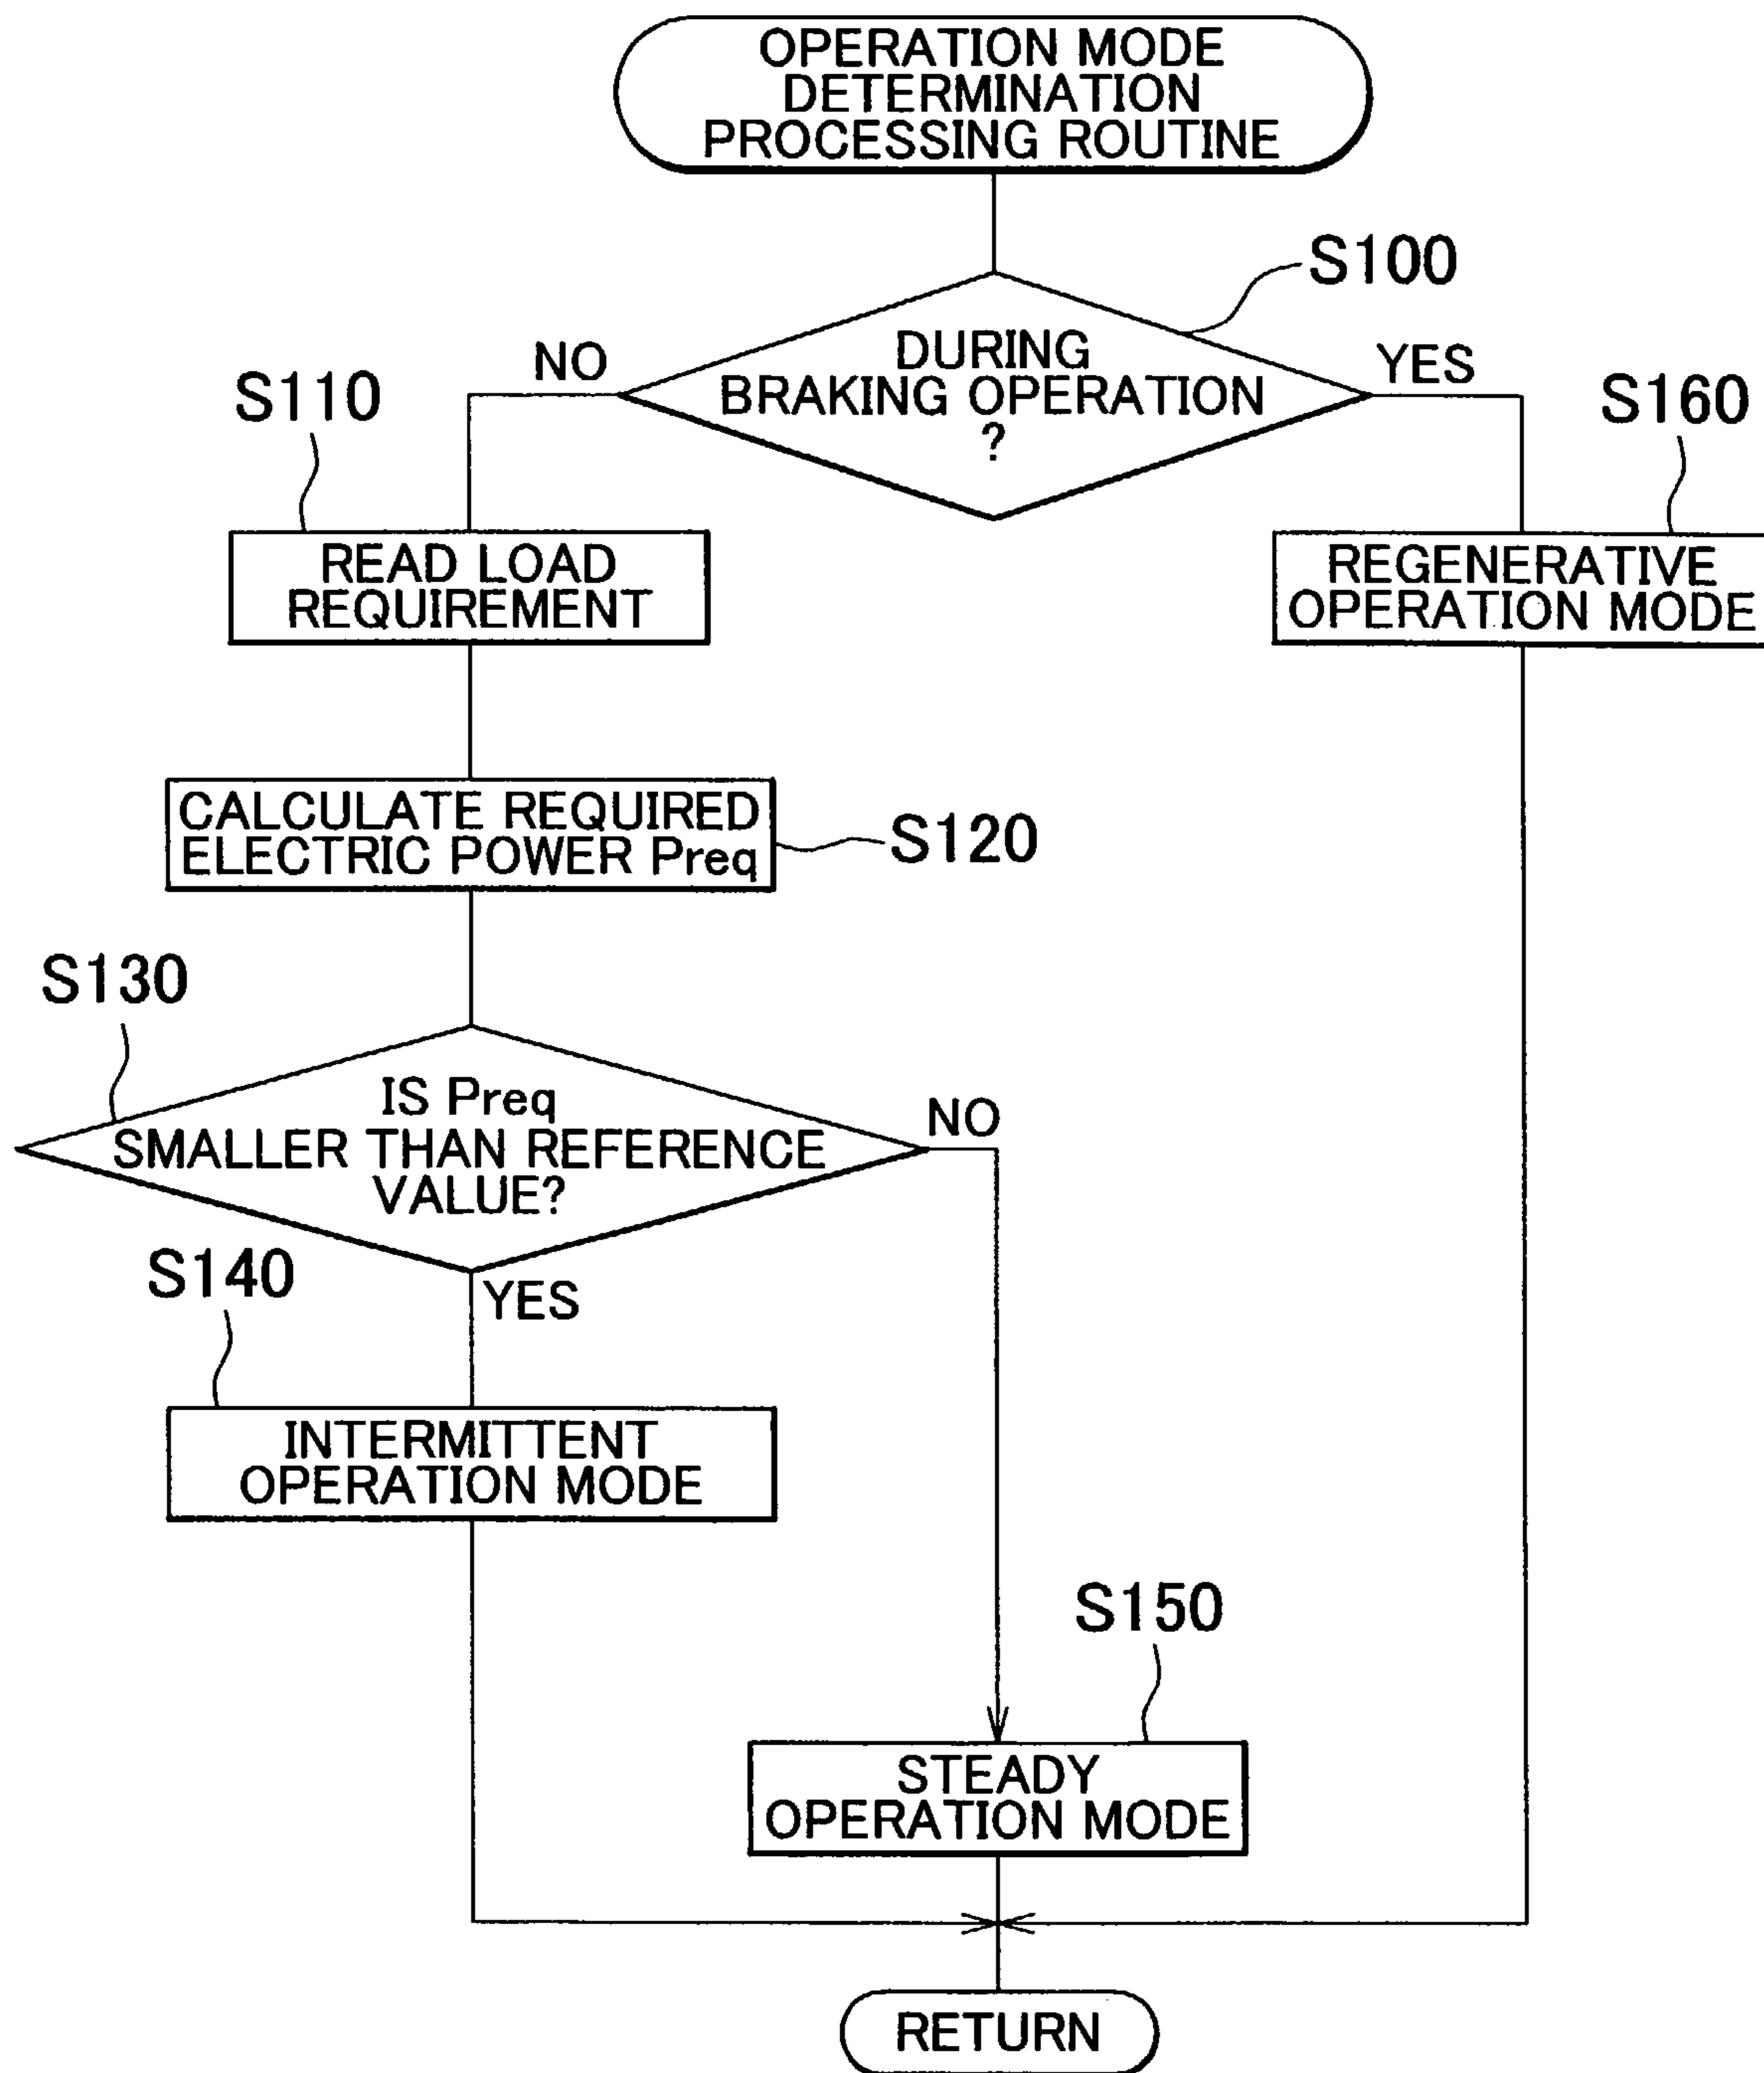 OPERATION MODE
DETERMINATION
PROCESSING ROUTINE
S100
DURING
BRAKING OPERATION
?
NO
YES
S110
S160
READ LOAD
REQUIREMENT
REGENERATIVE
OPERATION MODE
CALCULATE REQUIRED
ELECTRIC POWER Preq
S120
S130
IS Preq
SMALLER THAN REFERENCE
VALUE?
NO
YES
S140
INTERMITTENT
OPERATION MODE
S150
STEADY
OPERATION MODE
RETURN